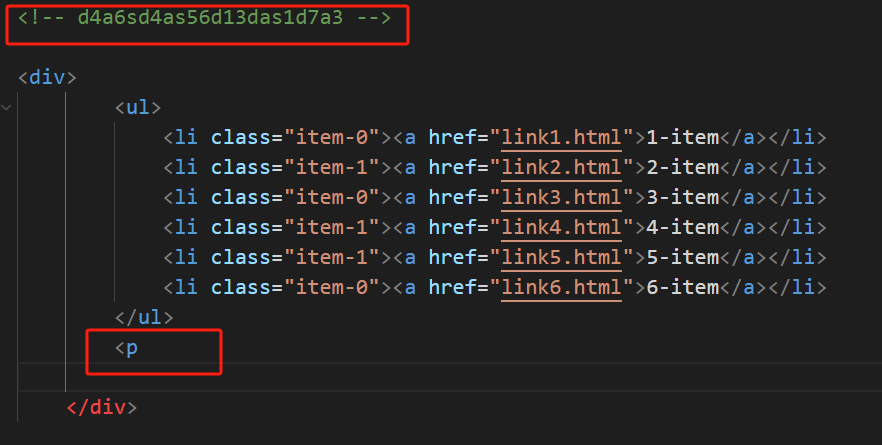 <!-- d4a6sd4as56d13das1d7a3 -->
<div>
<ul>
<li class="item-0"><a href="link1.html">1-item</a></li>
<li class="item-1"><a href="link2.html">2-item</a></li>
<li class="item-0"><a href="link3.html">3-item</a></li>
<li class="item-1"><a href="link4.html">4-item</a></li>
<li class="item-1"><a href="link5.html">5-item</a></li>
<li class="item-0"><a href="link6.html">6-item</a></li>
</ul>
<p
</div>